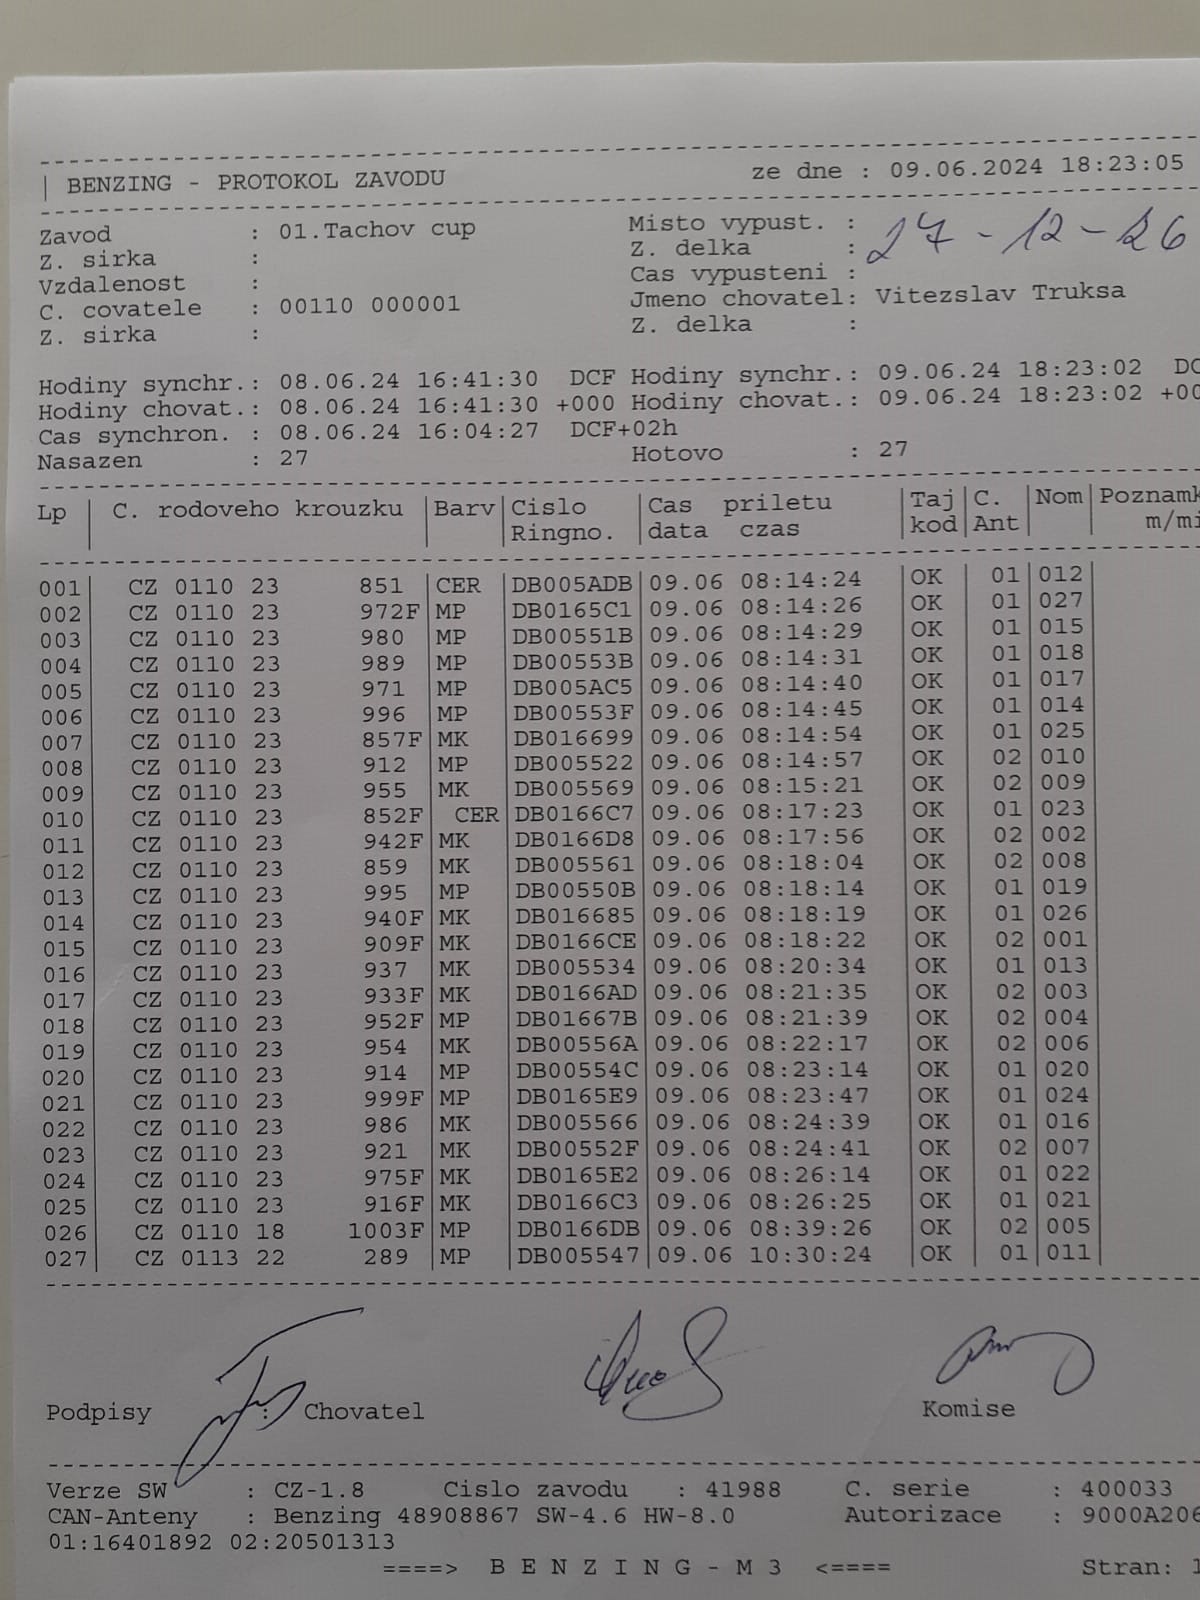 BENZING - PROTOKOL ZAVODU ze dne : 09.06.2024 18:23:05
Zavod : 01.Tachov cup Misto vypust. :
Z. sirka : Z. delka : 27-12-26
Vzdalenost : Cas vypusteni :
C. covatele : 00110 000001 Jmeno chovatel: Vitezslav Truksa
Z. sirka : Z. delka :
Hodiny synchr.: 08.06.24 16:41:30 DCF Hodiny synchr.: 09.06.24 18:23:02 DC
Hodiny chovat.: 08.06.24 16:41:30 +000 Hodiny chovat.: 09.06.24 18:23:02 +00
Cas synchron. : 08.06.24 16:04:27 DCF+02h
Nasazen : 27 Hotovo : 27
Lp | C. rodoveho krouzku | Barv | Cislo | Cas priletu | Taj | C. | Nom | Poznamk
Ringno. | data czas | kod | Ant | m/mi
001 | CZ 0110 23 851 | CER | DB005ADB | 09.06 08:14:24 | OK | 01 | 012 |
002 | CZ 0110 23 972F | MP | DB0165C1 | 09.06 08:14:26 | OK | 01 | 027 |
003 | CZ 0110 23 980 | MP | DB00551B | 09.06 08:14:29 | OK | 01 | 015 |
004 | CZ 0110 23 989 | MP | DB00553B | 09.06 08:14:31 | OK | 01 | 018 |
005 | CZ 0110 23 971 | MP | DB005AC5 | 09.06 08:14:40 | OK | 01 | 017 |
006 | CZ 0110 23 996 | MP | DB00553F | 09.06 08:14:45 | OK | 01 | 014 |
007 | CZ 0110 23 857F | MK | DB016699 | 09.06 08:14:54 | OK | 01 | 025 |
008 | CZ 0110 23 912 | MP | DB005522 | 09.06 08:14:57 | OK | 02 | 010 |
009 | CZ 0110 23 955 | MK | DB005569 | 09.06 08:15:21 | OK | 02 | 009 |
010 | CZ 0110 23 852F | CER | DB0166C7 | 09.06 08:17:23 | OK | 01 | 023 |
011 | CZ 0110 23 942F | MK | DB0166D8 | 09.06 08:17:56 | OK | 02 | 002 |
012 | CZ 0110 23 859 | MK | DB005561 | 09.06 08:18:04 | OK | 02 | 008 |
013 | CZ 0110 23 995 | MP | DB00550B | 09.06 08:18:14 | OK | 01 | 019 |
014 | CZ 0110 23 940F | MK | DB016685 | 09.06 08:18:19 | OK | 01 | 026 |
015 | CZ 0110 23 909F | MK | DB0166CE | 09.06 08:18:22 | OK | 02 | 001 |
016 | CZ 0110 23 937 | MK | DB005534 | 09.06 08:20:34 | OK | 01 | 013 |
017 | CZ 0110 23 933F | MK | DB0166AD | 09.06 08:21:35 | OK | 02 | 003 |
018 | CZ 0110 23 952F | MP | DB01667B | 09.06 08:21:39 | OK | 02 | 004 |
019 | CZ 0110 23 954 | MK | DB00556A | 09.06 08:22:17 | OK | 02 | 006 |
020 | CZ 0110 23 914 | MP | DB00554C | 09.06 08:23:14 | OK | 01 | 020 |
021 | CZ 0110 23 999F | MP | DB0165E9 | 09.06 08:23:47 | OK | 01 | 024 |
022 | CZ 0110 23 986 | MK | DB005566 | 09.06 08:24:39 | OK | 01 | 016 |
023 | CZ 0110 23 921 | MK | DB00552F | 09.06 08:24:41 | OK | 02 | 007 |
024 | CZ 0110 23 975F | MK | DB0165E2 | 09.06 08:26:14 | OK | 01 | 022 |
025 | CZ 0110 23 916F | MK | DB0166C3 | 09.06 08:26:25 | OK | 01 | 021 |
026 | CZ 0110 18 1003F | MP | DB0166DB | 09.06 08:39:26 | OK | 02 | 005 |
027 | CZ 0113 22 289 | MP | DB005547 | 09.06 10:30:24 | OK | 01 | 011 |
Podpisy : Chovatel Komise
Verze SW : CZ-1.8 Cislo zavodu : 41988 C. serie : 400033
CAN-Anteny : Benzing 48908867 SW-4.6 HW-8.0 Autorizace : 9000A206
01:16401892 02:20501313
====> B E N Z I N G - M 3 <==== Stran: 1